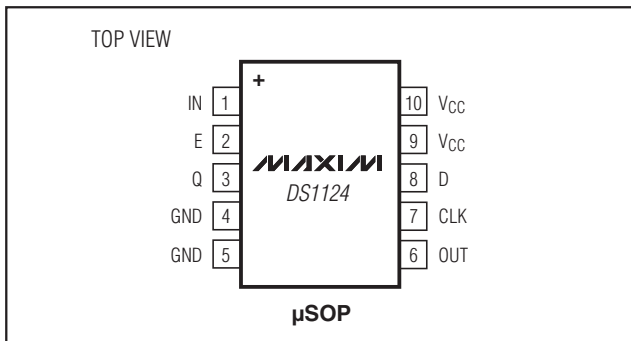 TOP VIEW
+
IN 1 10 VCC
E 2 9 VCC
MAXIM
Q 3 8 D
DS1124
GND 4 7 CLK
GND 5 6 OUT
µSOP